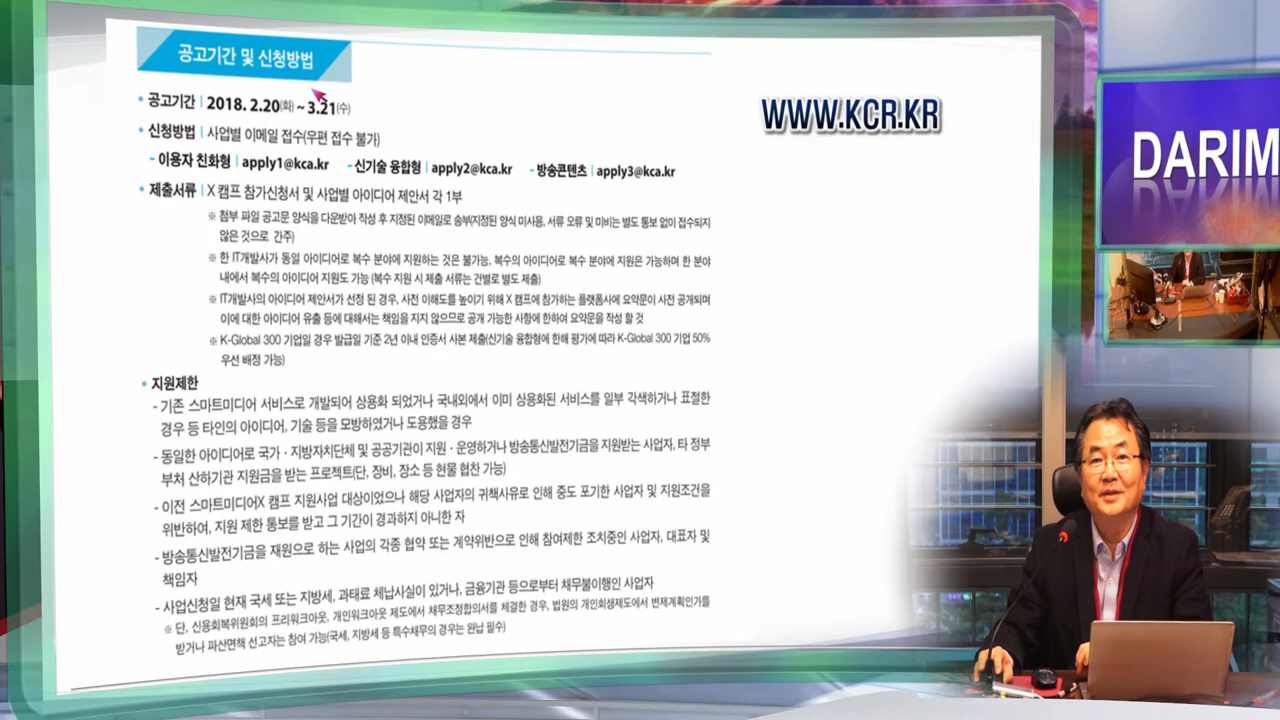 공고기간 및 신청방법
• 공고기간 | 2018. 2.20(화) ~ 3.21(수)
• 신청방법 | 사업별 이메일 접수(우편 접수 불가)
- 이용자 친화형 | apply1@kca.kr - 신기술 융합형 | apply2@kca.kr - 방송콘텐츠 | apply3@kca.kr
• 제출서류 | X 캠프 참가신청서 및 사업별 아이디어 제안서 각 1부
※ 첨부 파일 공고문 양식을 다운받아 작성 후 지정된 이메일로 송부(지정된 양식 미사용, 서류 오류 및 미비는 별도 통보 없이 접수되지
않은 것으로 간주)
※ 한 IT개발사가 동일 아이디어로 복수 분야에 지원하는 것은 불가능, 복수의 아이디어로 복수 분야에 지원은 가능하며 한 분야
내에서 복수의 아이디어 지원도 가능 (복수 지원 시 제출 서류는 건별로 별도 제출)
※ IT개발사의 아이디어 제안서가 선정 된 경우, 사전 이해도를 높이기 위해 X 캠프에 참가하는 플랫폼사에 요약문이 사전 공개되며
이에 대한 아이디어 유출 등에 대해서는 책임을 지지 않으므로 공개 가능한 사항에 한하여 요약문을 작성 할 것
※ K-Global 300 기업일 경우 발급일 기준 2년 이내 인증서 사본 제출(신기술 융합형에 한해 평가에 따라 K-Global 300 기업 50%
우선 배정 가능)
• 지원제한
- 기존 스마트미디어 서비스로 개발되어 상용화 되었거나 국내외에서 이미 상용화된 서비스를 일부 각색하거나 표절한
경우 등 타인의 아이디어, 기술 등을 모방하였거나 도용했을 경우
- 동일한 아이디어로 국가 · 지방자치단체 및 공공기관이 지원 · 운영하거나 방송통신발전기금을 지원받는 사업자, 타 정부
부처 산하기관 지원금을 받는 프로젝트(단, 장비, 장소 등 현물 협찬 가능)
- 이전 스마트미디어X 캠프 지원사업 대상이었으나 해당 사업자의 귀책사유로 인해 중도 포기한 사업자 및 지원조건을
위반하여, 지원 제한 통보를 받고 그 기간이 경과하지 아니한 자
- 방송통신발전기금을 재원으로 하는 사업의 각종 협약 또는 계약위반으로 인해 참여제한 조치중인 사업자, 대표자 및
책임자
- 사업신청일 현재 국세 또는 지방세, 과태료 체납사실이 있거나, 금융기관 등으로부터 채무불이행인 사업자
※ 단, 신용회복위원회의 프리워크아웃, 개인워크아웃 제도에서 채무조정합의서를 체결한 경우, 법원의 개인회생제도에서 변제계획인가를
받거나 파산면책 선고자는 참여 가능(국세, 지방세 등 특수채무의 경우는 완납 필수)
WWW.KCR.KR
DARIM